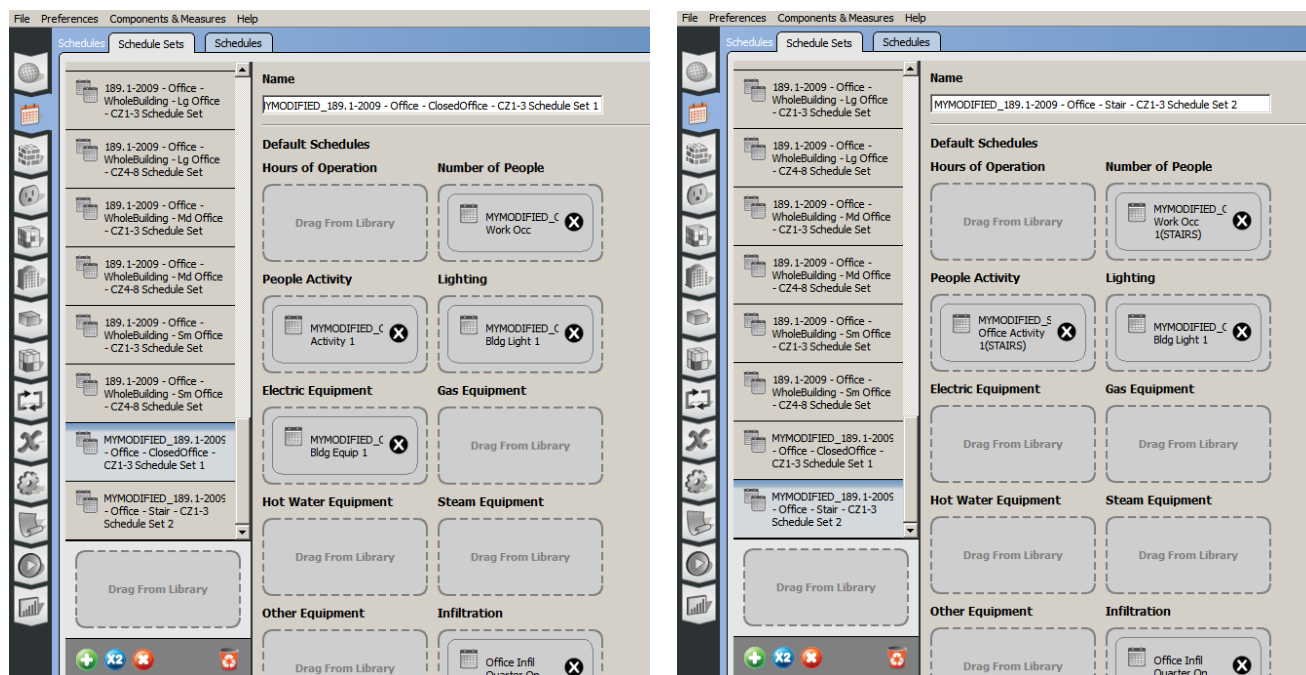 File Preferences Components & Measures Help
Schedules Schedule Sets Schedules
189.1-2009 - Office -
WholeBuilding - Lg Office
- CZ1-3 Schedule Set
189.1-2009 - Office -
WholeBuilding - Lg Office
- CZ4-8 Schedule Set
189.1-2009 - Office -
WholeBuilding - Md Office
- CZ1-3 Schedule Set
189.1-2009 - Office -
WholeBuilding - Md Office
- CZ4-8 Schedule Set
189.1-2009 - Office -
WholeBuilding - Sm Office
- CZ1-3 Schedule Set
189.1-2009 - Office -
WholeBuilding - Sm Office
- CZ4-8 Schedule Set
MYMODIFIED_189.1-2009
- Office - ClosedOffice -
CZ1-3 Schedule Set 1
MYMODIFIED_189.1-2009
- Office - Stair - CZ1-3
Schedule Set 2
Drag From Library
X2
Name
YMODIFIED_189.1-2009 - Office - ClosedOffice - CZ1-3 Schedule Set 1
Default Schedules
Hours of Operation Number of People
Drag From Library
MYMODIFIED_C
Work Occ
People Activity Lighting
MYMODIFIED_C
Activity 1
MYMODIFIED_C
Bldg Light 1
Electric Equipment Gas Equipment
MYMODIFIED_C
Bldg Equip 1
Drag From Library
Hot Water Equipment Steam Equipment
Drag From Library Drag From Library
Other Equipment Infiltration
Drag From Library
Office Infil
Quarter On
File Preferences Components & Measures Help
Schedules Schedule Sets Schedules
189.1-2009 - Office -
WholeBuilding - Lg Office
- CZ1-3 Schedule Set
189.1-2009 - Office -
WholeBuilding - Lg Office
- CZ4-8 Schedule Set
189.1-2009 - Office -
WholeBuilding - Md Office
- CZ1-3 Schedule Set
189.1-2009 - Office -
WholeBuilding - Md Office
- CZ4-8 Schedule Set
189.1-2009 - Office -
WholeBuilding - Sm Office
- CZ1-3 Schedule Set
189.1-2009 - Office -
WholeBuilding - Sm Office
- CZ4-8 Schedule Set
MYMODIFIED_189.1-2009
- Office - ClosedOffice -
CZ1-3 Schedule Set 1
MYMODIFIED_189.1-2009
- Office - Stair - CZ1-3
Schedule Set 2
Drag From Library
X2
Name
MYMODIFIED_189.1-2009 - Office - Stair - CZ1-3 Schedule Set 2
Default Schedules
Hours of Operation Number of People
Drag From Library
MYMODIFIED_C
Work Occ
1(STAIRS)
People Activity Lighting
MYMODIFIED_S
Office Activity
1(STAIRS)
MYMODIFIED_C
Bldg Light 1
Electric Equipment Gas Equipment
Drag From Library Drag From Library
Hot Water Equipment Steam Equipment
Drag From Library Drag From Library
Other Equipment Infiltration
Drag From Library
Office Infil
Quarter On